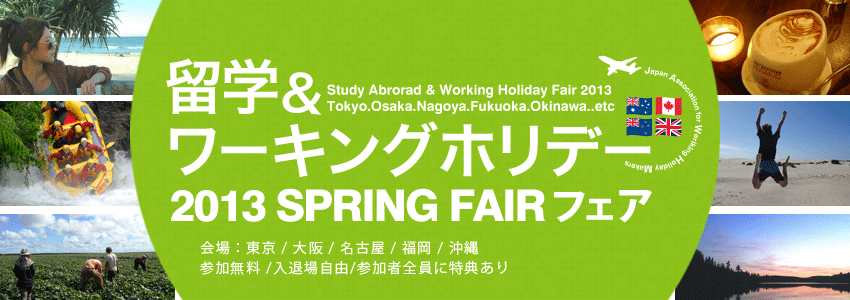 留学&
Study Abrorad & Working Holiday Fair 2013
Tokyo.Osaka.Nagoya.Fukuoka.Okinawa..etc
Japan Association for Working Holiday Makers
ワーキングホリデー
2013 SPRING FAIR フェア
会場：東京 / 大阪 / 名古屋 / 福岡 / 沖縄
参加無料 /入退場自由/参加者全員に特典あり